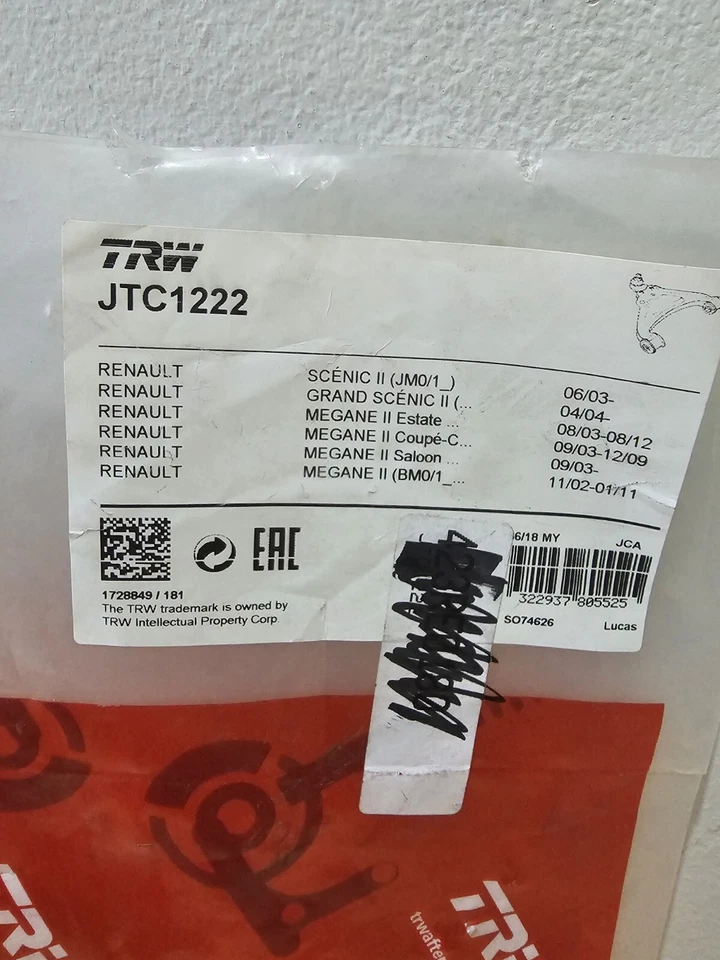 TRW
JTC1222
RENAULT SCÉNIC II (JM0/1_) 06/03-
RENAULT GRAND SCÉNIC II (... 04/04-
RENAULT MEGANE II Estate ... 08/03-08/12
RENAULT MEGANE II Coupé-C... 09/03-12/09
RENAULT MEGANE II Saloon ... 09/03-
RENAULT MEGANE II (BM0/1_... 11/02-01/11
EAC
6/18 MY JCA
322937 805525
1728849 / 181
The TRW trademark is owned by
TRW Intellectual Property Corp.
SO74626 Lucas
TRW
trwafter